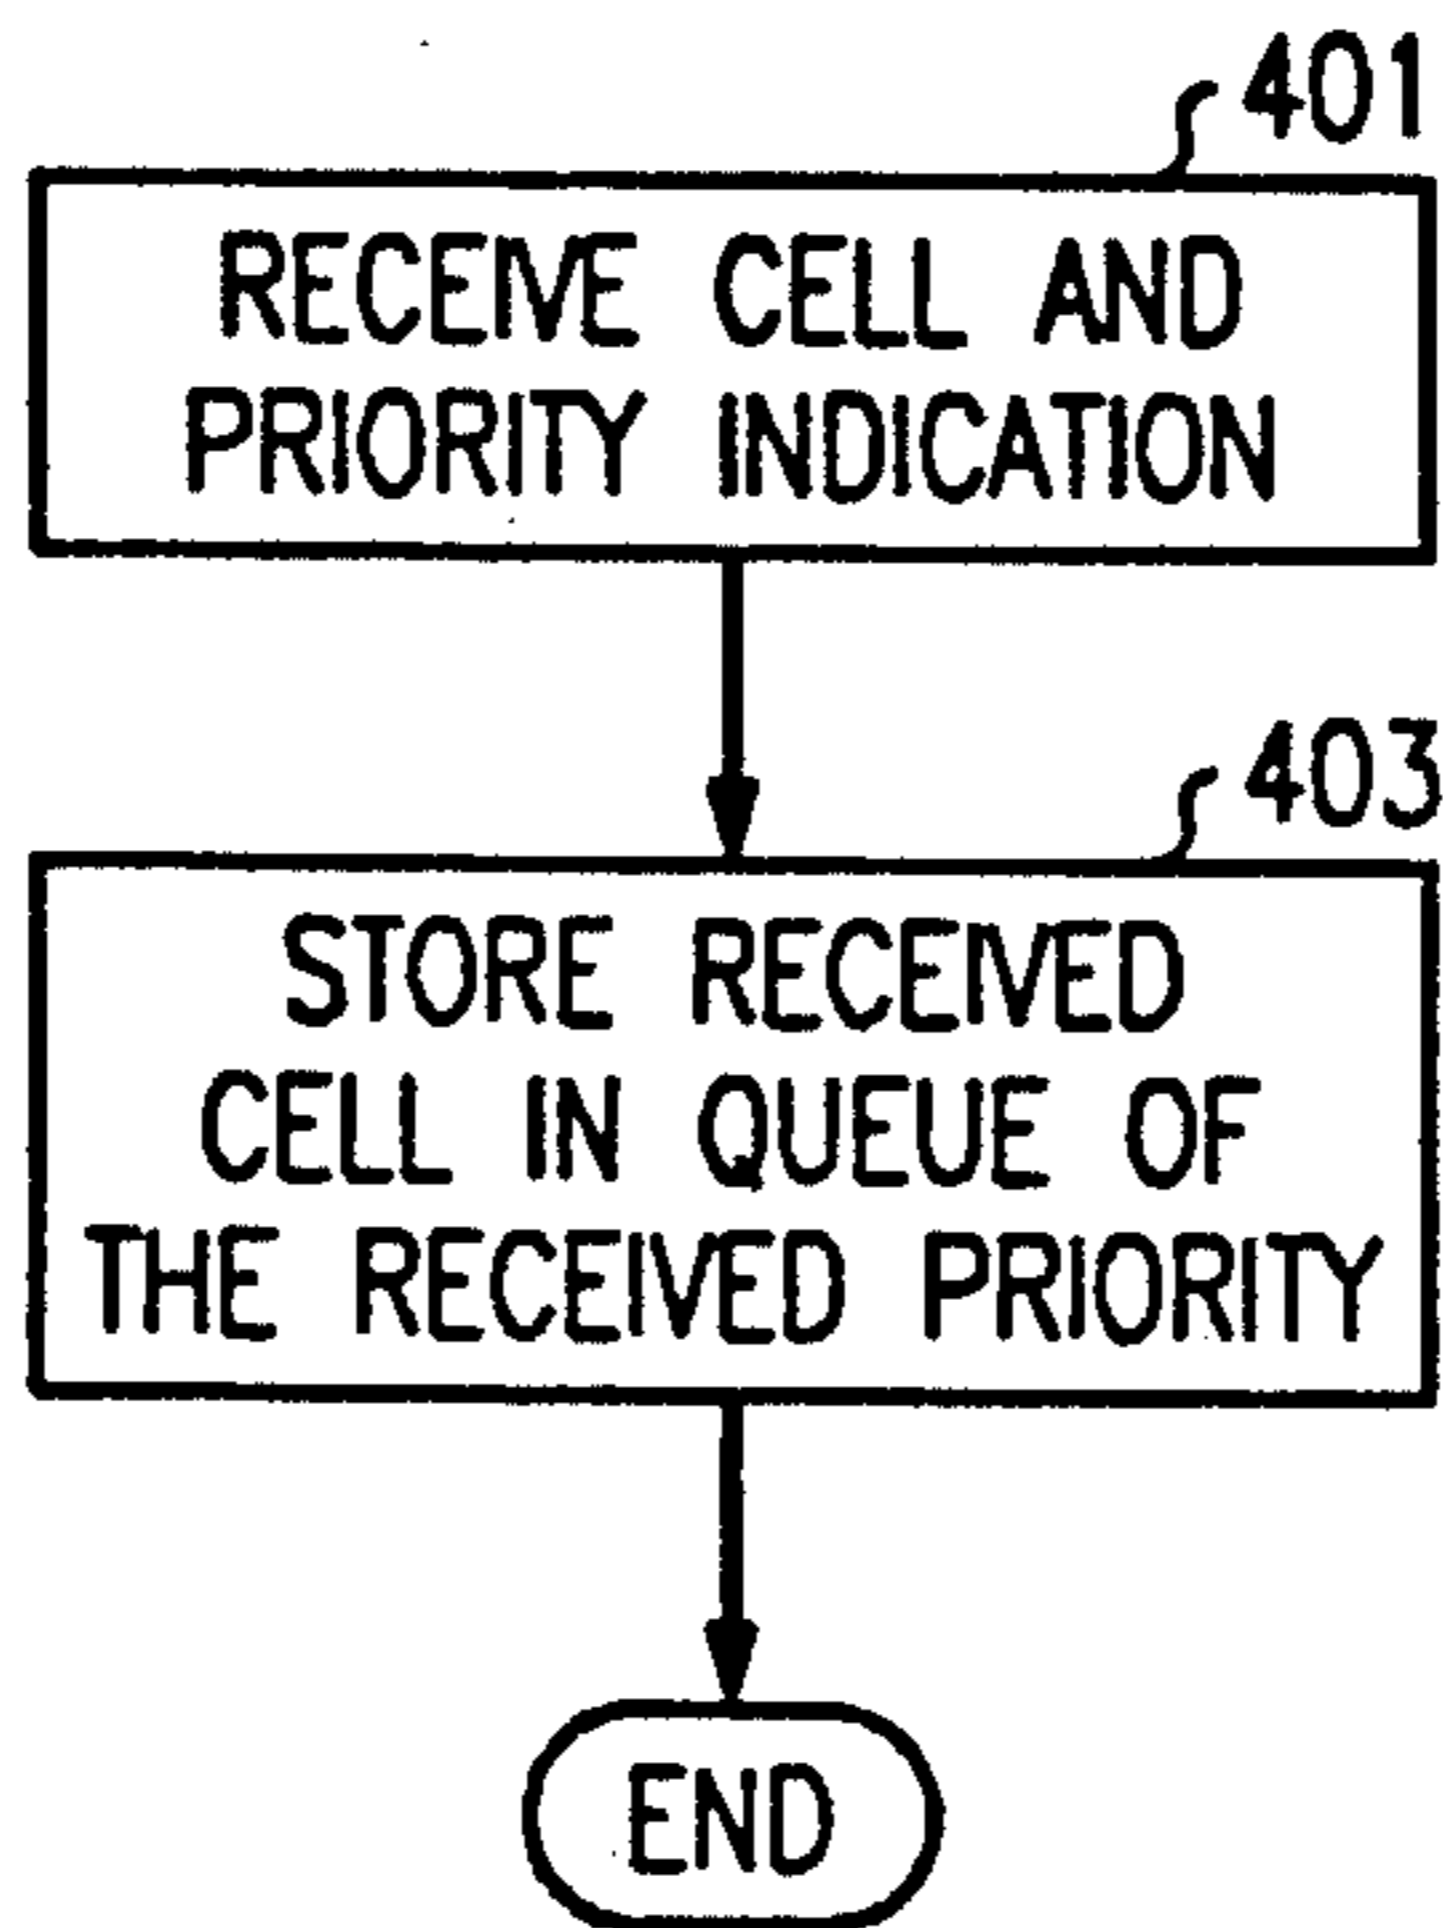 401
RECEIVE CELL AND
PRIORITY INDICATION
403
STORE RECEIVED
CELL IN QUEUE OF
THE RECEIVED PRIORITY
END